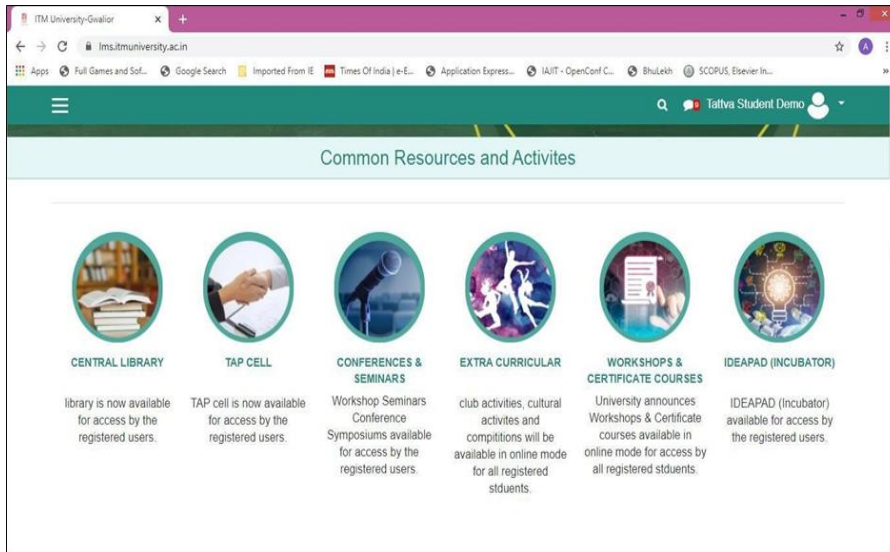 ITM University-Gwalior
lms.itmuniversity.ac.in
A
Apps Full Games and Sof... Google Search Imported From IE Times Of India | e-E... Application Express... IAJIT - OpenConf C... BhuLekh SCOPUS, Elsevier In...
Tattva Student Demo
Common Resources and Activites
CENTRAL LIBRARY
library is now available
for access by the
registered users.
TAP CELL
TAP cell is now available
for access by the
registered users.
CONFERENCES &
SEMINARS
Workshop Seminars
Conference
Symposiums available
for access by the
registered users.
EXTRA CURRICULAR
club activities, cultural
activites and
compititions will be
available in online mode
for all registered
stduents.
WORKSHOPS &
CERTIFICATE COURSES
University announces
Workshops & Certificate
courses available in
online mode for access by
all registered stduents.
IDEAPAD (INCUBATOR)
IDEAPAD (Incubator)
available for access by
the registered users.